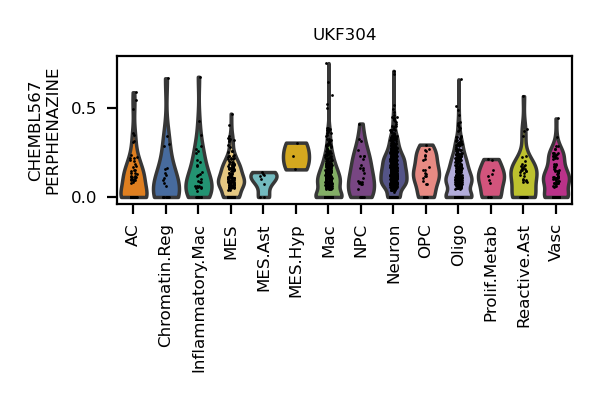 UKF304
CHEMBL567
PERPHENAZINE
0.5
0.0
AC
Chromatin.Reg
Inflammatory.Mac
MES
MES.Ast
MES.Hyp
Mac
NPC
Neuron
OPC
Oligo
Prolif.Metab
Reactive.Ast
Vasc